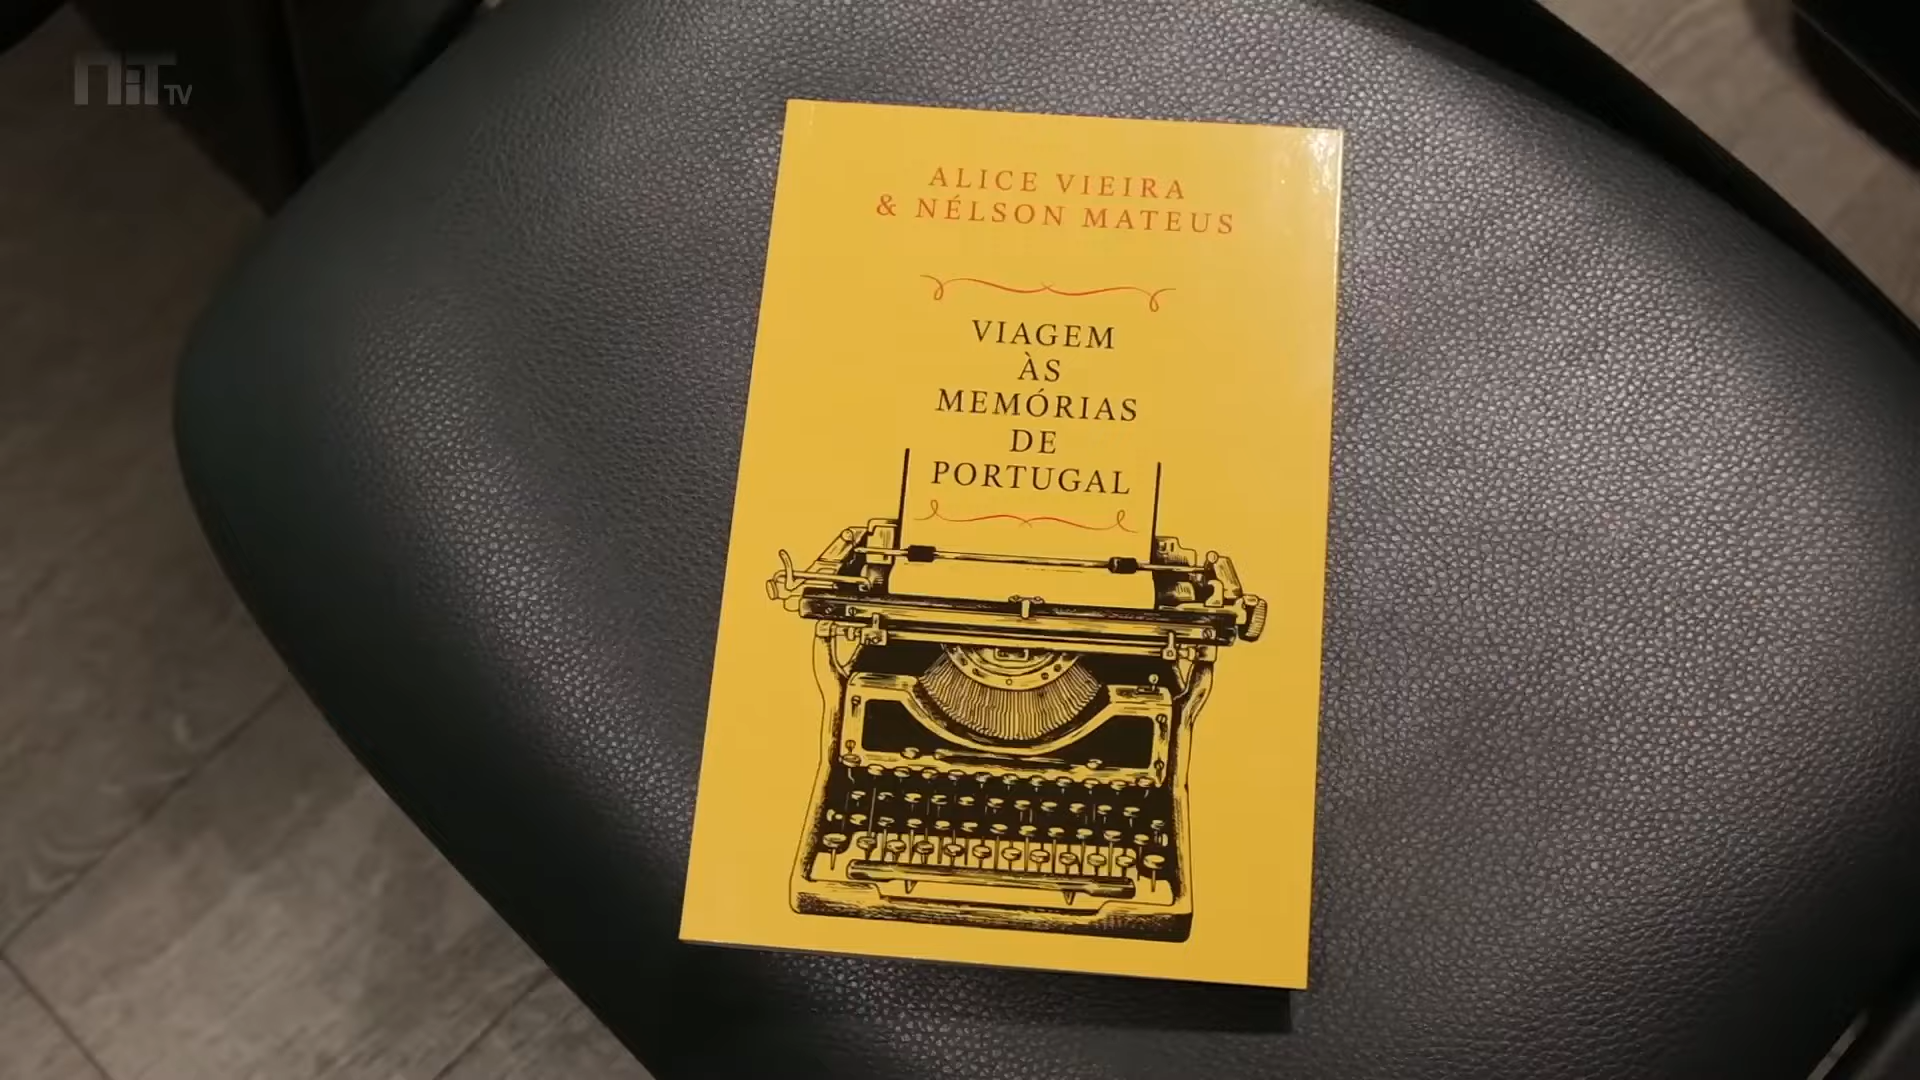 NiT TV
ALICE VIEIRA
& NÉLSON MATEUS
VIAGEM
ÀS
MEMÓRIAS
DE
PORTUGAL